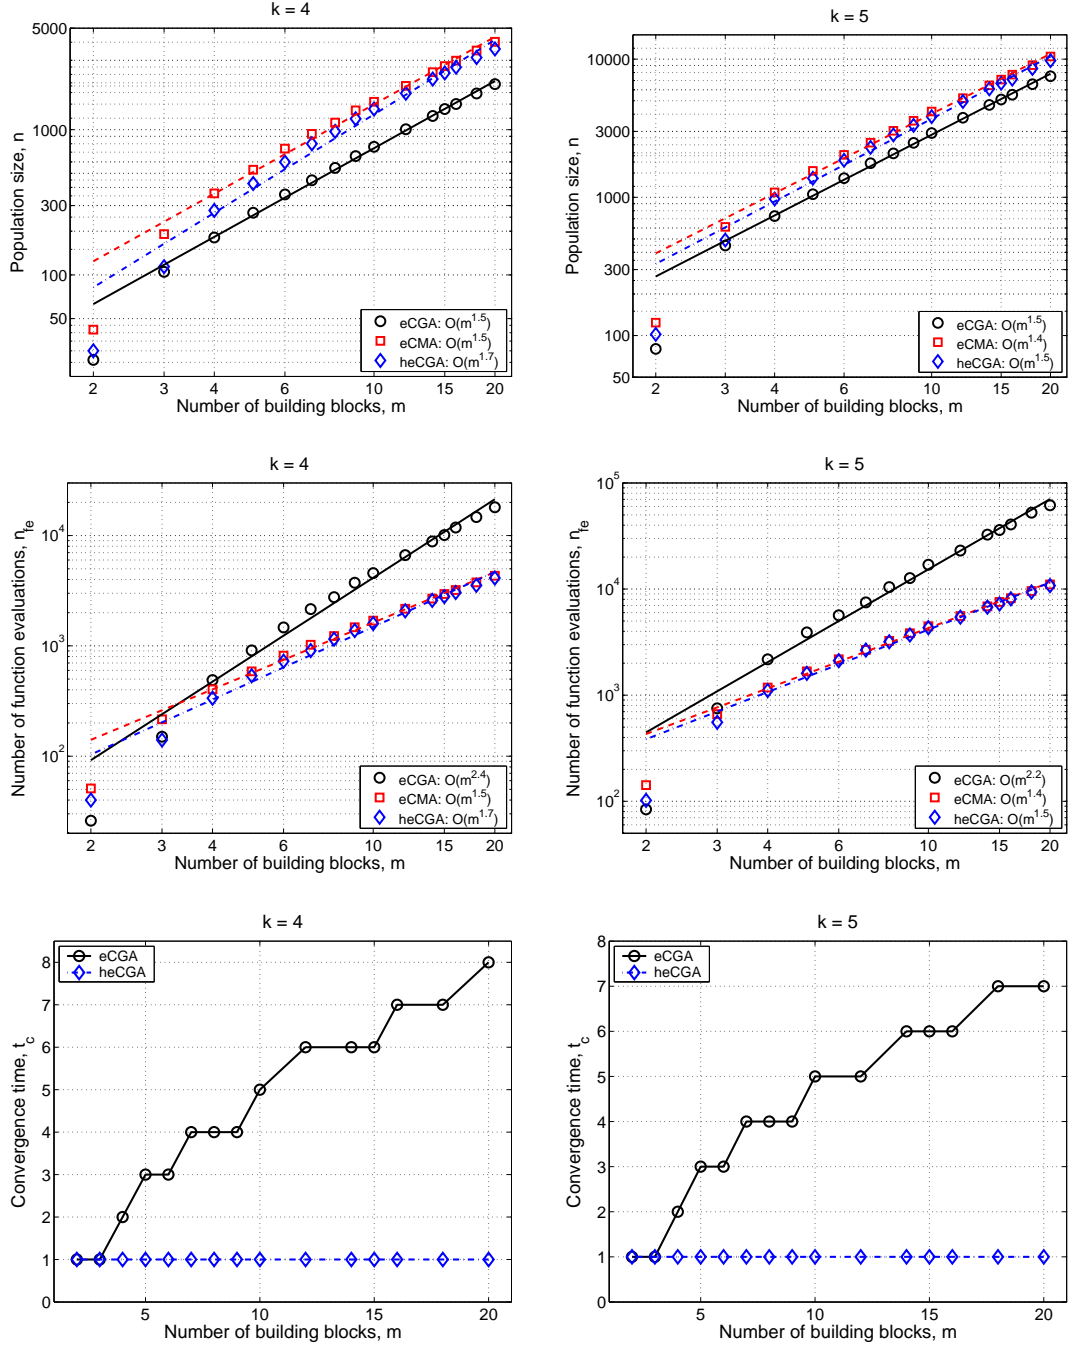 k = 4
5000
1000
300
100
50
Population size, n
eCGA: O(m^1.5)
eCMA: O(m^1.5)
heCGA: O(m^1.7)
2 3 4 6 10 15 20
Number of building blocks, m
k = 5
10000
3000
1000
300
100
50
Population size, n
eCGA: O(m^1.5)
eCMA: O(m^1.4)
heCGA: O(m^1.5)
2 3 4 6 10 15 20
Number of building blocks, m
k = 4
10^4
10^3
10^2
Number of function evaluations, n_fe
eCGA: O(m^2.4)
eCMA: O(m^1.5)
heCGA: O(m^1.7)
2 3 4 6 10 15 20
Number of building blocks, m
k = 5
10^5
10^4
10^3
10^2
Number of function evaluations, n_fe
eCGA: O(m^2.2)
eCMA: O(m^1.4)
heCGA: O(m^1.5)
2 3 4 6 10 15 20
Number of building blocks, m
k = 4
eCGA
heCGA
8
7
6
5
4
3
2
1
0
Convergence time, t_c
5 10 15 20
Number of building blocks, m
k = 5
eCGA
heCGA
8
7
6
5
4
3
2
1
0
Convergence time, t_c
5 10 15 20
Number of building blocks, m